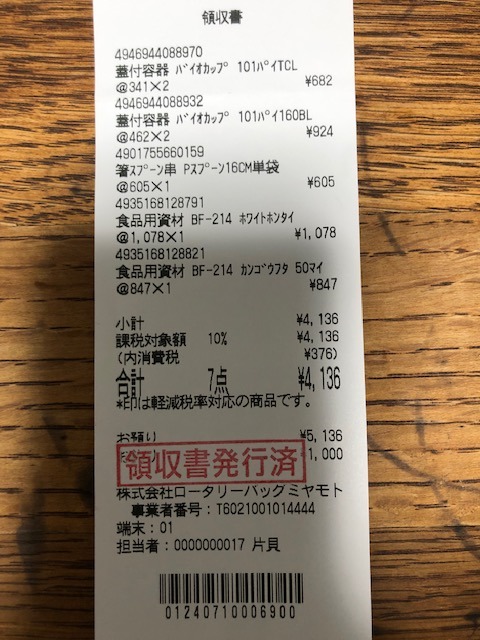 領収書
4946944088970
蓋付容器 バイオカップ 101パイTCL
@341×2 ¥682
4946944088932
蓋付容器 バイオカップ 101パイ160BL
@462×2 ¥924
4901755660159
箸スプーン串 Pスプーン16CM単袋
@605×1 ¥605
4935168128791
食品用資材 BF-214 ホワイトホンタイ
@1,078×1 ¥1,078
4935168128821
食品用資材 BF-214 カンゴウフタ 50マイ
@847×1 ¥847
小計 ¥4,136
課税対象額 10% ¥4,136
(内消費税 ¥376)
合計 7点 ¥4,136
*印は軽減税率対応の商品です。
お預り ¥5,136
¥1,000
領収書発行済
株式会社ロータリーバッグミヤモト
事業者番号：T6021001014444
端末：01
担当者：0000000017 片貝
01240710006900